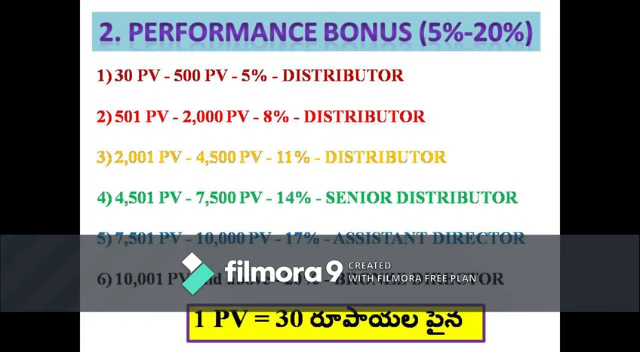 2. PERFORMANCE BONUS (5%-20%)
1) 30 PV - 500 PV - 5% - DISTRIBUTOR
2) 501 PV - 2,000 PV - 8% - DISTRIBUTOR
3) 2,001 PV - 4,500 PV - 11% - DISTRIBUTOR
4) 4,501 PV - 7,500 PV - 14% - SENIOR DISTRIBUTOR
5) 7,501 PV - 10,000 PV - 17% - ASSISTANT DIRECTOR
filmora9 CREATED
WITH FILMORA FREE PLAN
6) 10,001 PV and
1 PV = 30 రూపాయల పైన